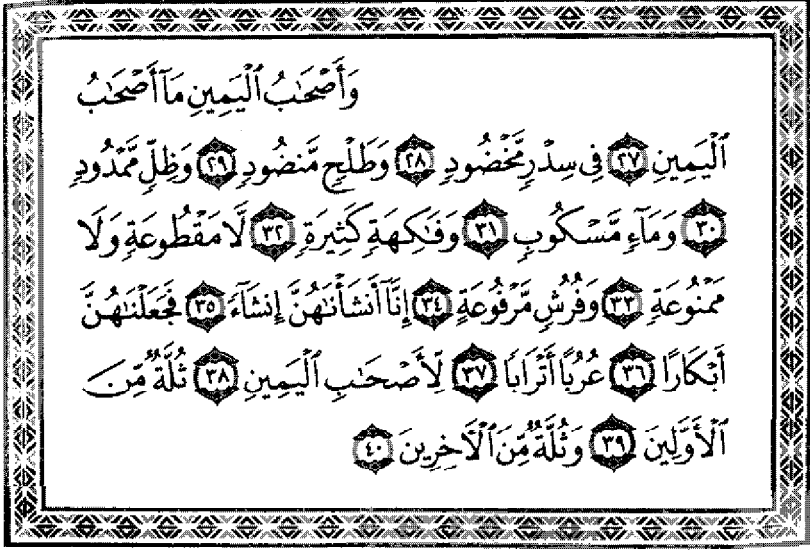 وَأَصْحَٰبُ ٱلْيَمِينِ مَآ أَصْحَٰبُ
ٱلْيَمِينِ ٢٧ فِى سِدْرٍ مَّخْضُودٍ ٢٨ وَطَلْحٍ مَّنضُودٍ ٢٩ وَظِلٍّ مَّمْدُودٍ
٣٠ وَمَآءٍ مَّسْكُوبٍ ٣١ وَفَٰكِهَةٍ كَثِيرَةٍ ٣٢ لَّا مَقْطُوعَةٍ وَلَا
مَمْنُوعَةٍ ٣٣ وَفُرُشٍ مَّرْفُوعَةٍ ٣٤ إِنَّآ أَنشَأْنَٰهُنَّ إِنشَآءً ٣٥ فَجَعَلْنَٰهُنَّ
أَبْكَارًا ٣٦ عُرُبًا أَتْرَابًا ٣٧ لِّأَصْحَٰبِ ٱلْيَمِينِ ٣٨ ثُلَّةٌ مِّنَ
ٱلْأَوَّلِينَ ٣٩ وَثُلَّةٌ مِّنَ ٱلْآخِرِينَ ٤٠